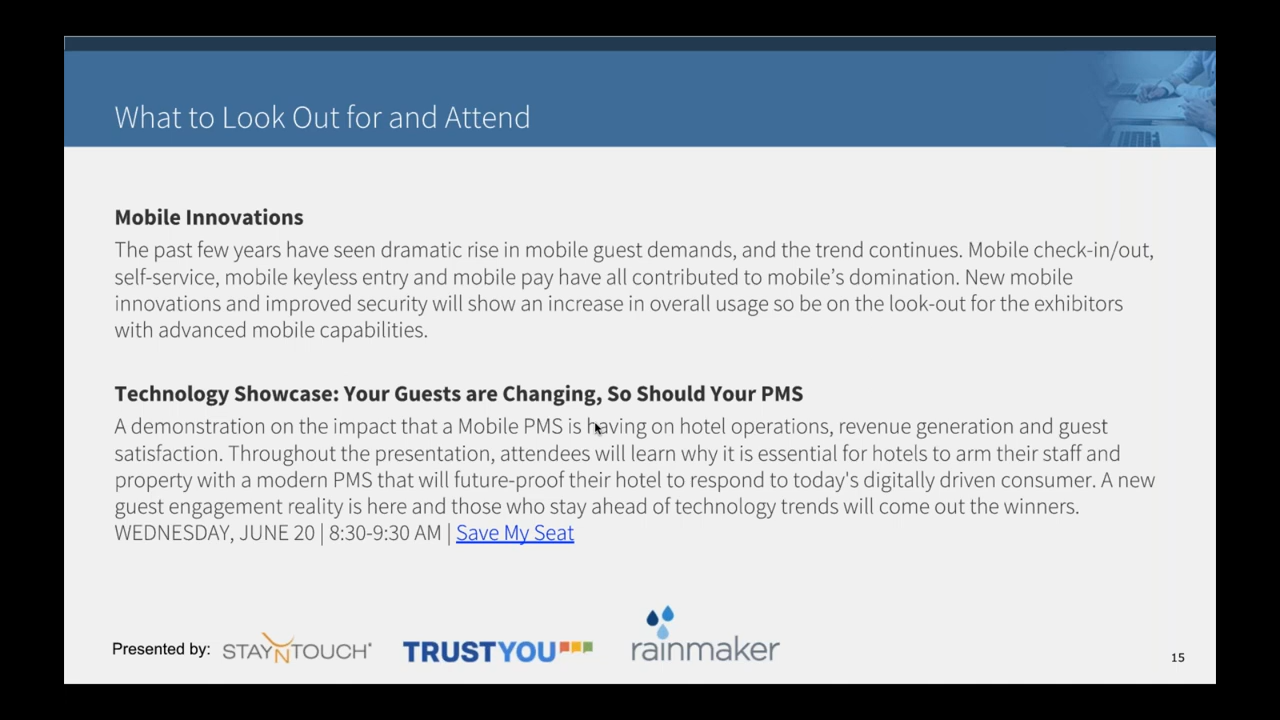 What to Look Out for and Attend
Mobile Innovations
The past few years have seen dramatic rise in mobile guest demands, and the trend continues. Mobile check-in/out,
self-service, mobile keyless entry and mobile pay have all contributed to mobile’s domination. New mobile
innovations and improved security will show an increase in overall usage so be on the look-out for the exhibitors
with advanced mobile capabilities.
Technology Showcase: Your Guests are Changing, So Should Your PMS
A demonstration on the impact that a Mobile PMS is having on hotel operations, revenue generation and guest
satisfaction. Throughout the presentation, attendees will learn why it is essential for hotels to arm their staff and
property with a modern PMS that will future-proof their hotel to respond to today's digitally driven consumer. A new
guest engagement reality is here and those who stay ahead of technology trends will come out the winners.
WEDNESDAY, JUNE 20 | 8:30-9:30 AM | Save My Seat
Presented by: STAYNTOUCH® TRUSTYOU rainmaker
15